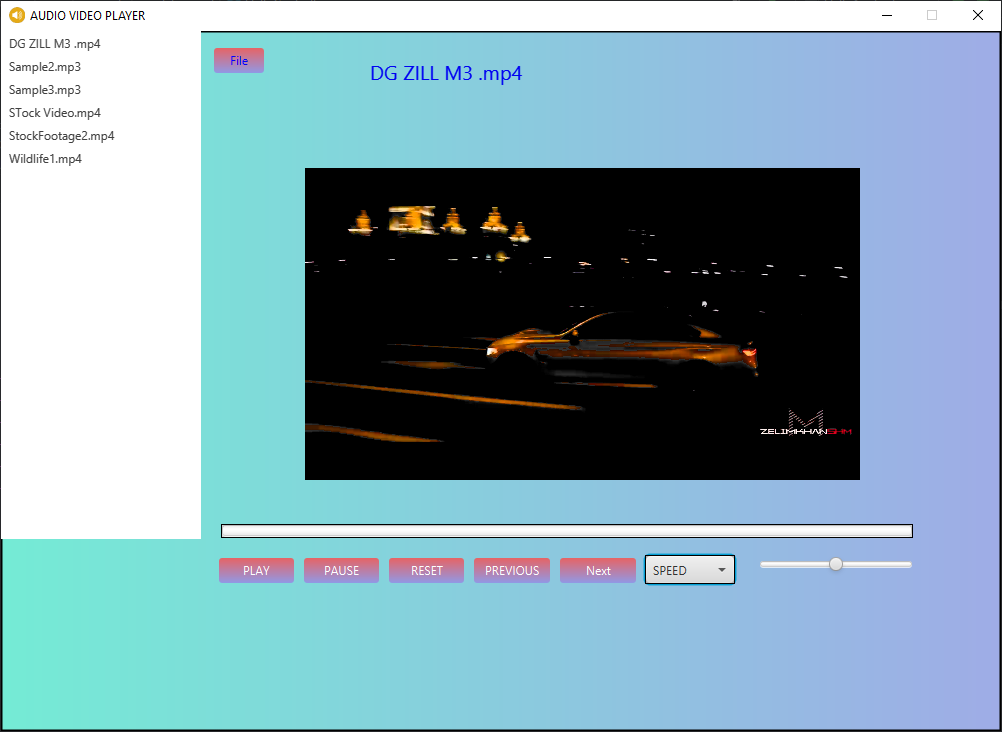 AUDIO VIDEO PLAYER
DG ZILL M3 .mp4
Sample2.mp3
Sample3.mp3
STock Video.mp4
StockFootage2.mp4
Wildlife1.mp4
File
DG ZILL M3 .mp4
M
ZELIMKHANSHM
PLAY
PAUSE
RESET
PREVIOUS
Next
SPEED